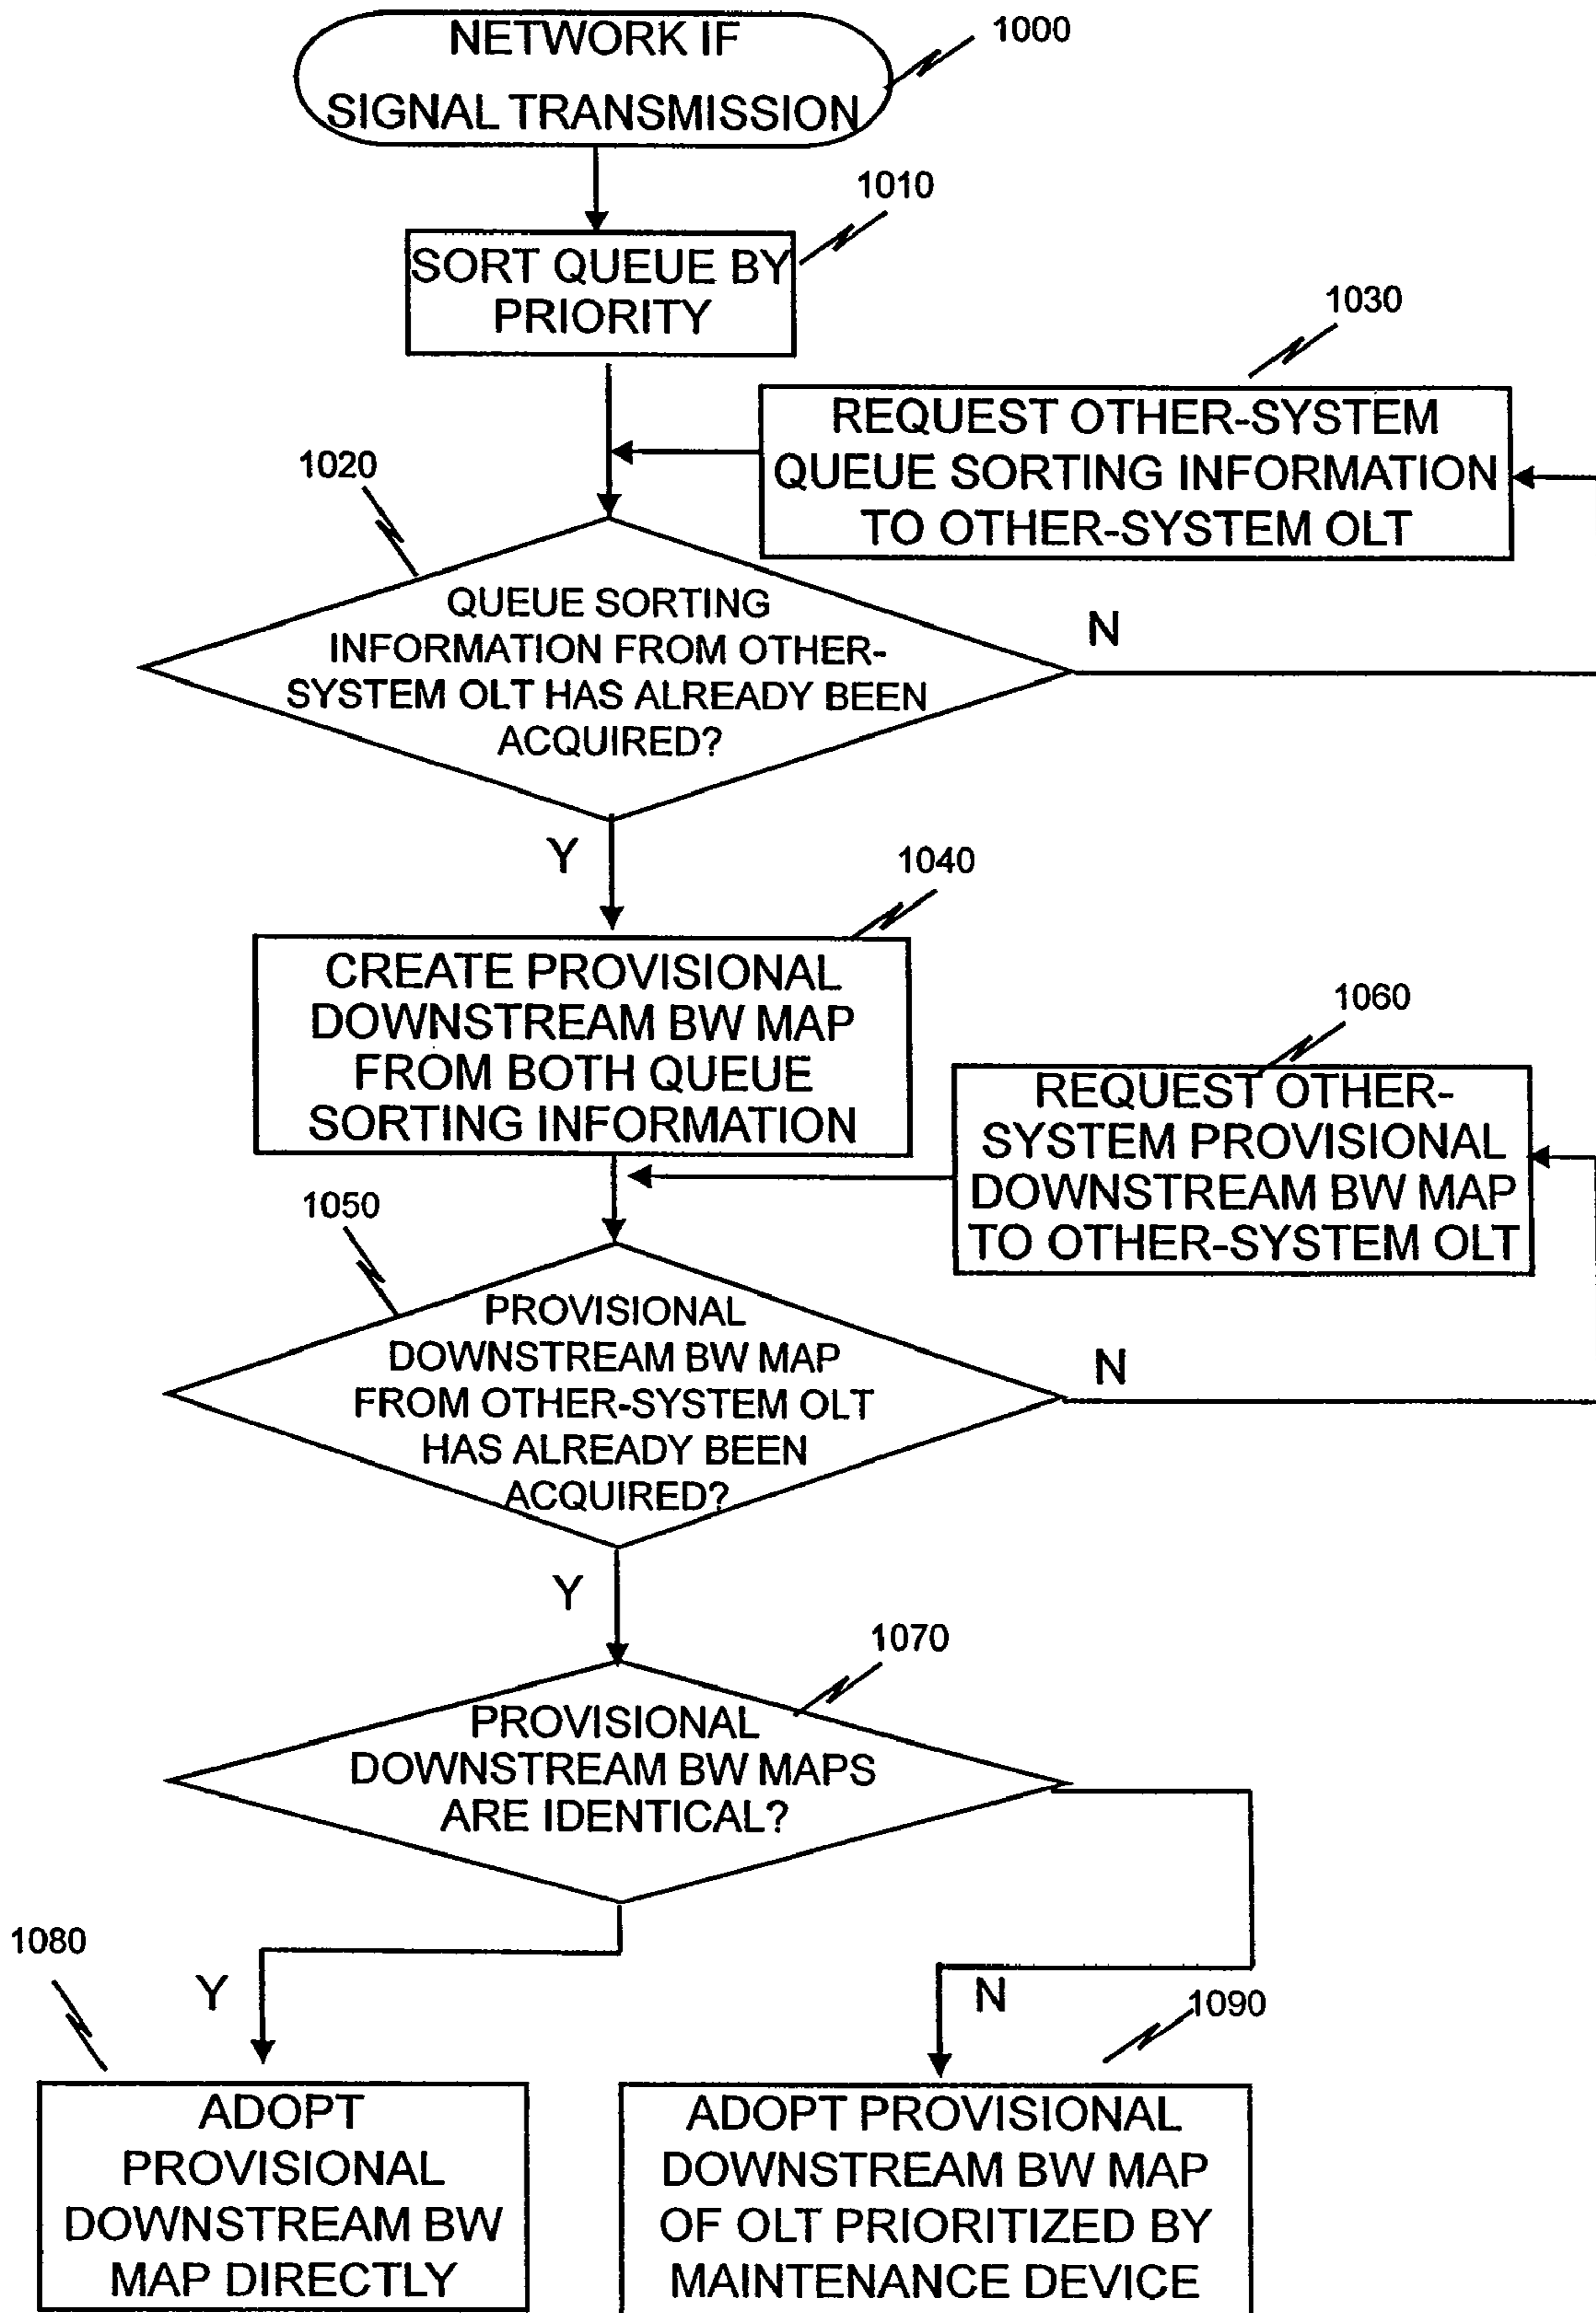 NETWORK IF
SIGNAL TRANSMISSION
1000
1010
SORT QUEUE BY
PRIORITY
1030
REQUEST OTHER-SYSTEM
QUEUE SORTING INFORMATION
TO OTHER-SYSTEM OLT
1020
QUEUE SORTING
INFORMATION FROM OTHER-
SYSTEM OLT HAS ALREADY BEEN
ACQUIRED?
N
Y
1040
CREATE PROVISIONAL
DOWNSTREAM BW MAP
FROM BOTH QUEUE
SORTING INFORMATION
1060
REQUEST OTHER-
SYSTEM PROVISIONAL
DOWNSTREAM BW MAP
TO OTHER-SYSTEM OLT
1050
PROVISIONAL
DOWNSTREAM BW MAP
FROM OTHER-SYSTEM OLT
HAS ALREADY BEEN
ACQUIRED?
N
Y
1070
PROVISIONAL
DOWNSTREAM BW MAPS
ARE IDENTICAL?
1080
Y
N
1090
ADOPT
PROVISIONAL
DOWNSTREAM BW
MAP DIRECTLY
ADOPT PROVISIONAL
DOWNSTREAM BW MAP
OF OLT PRIORITIZED BY
MAINTENANCE DEVICE